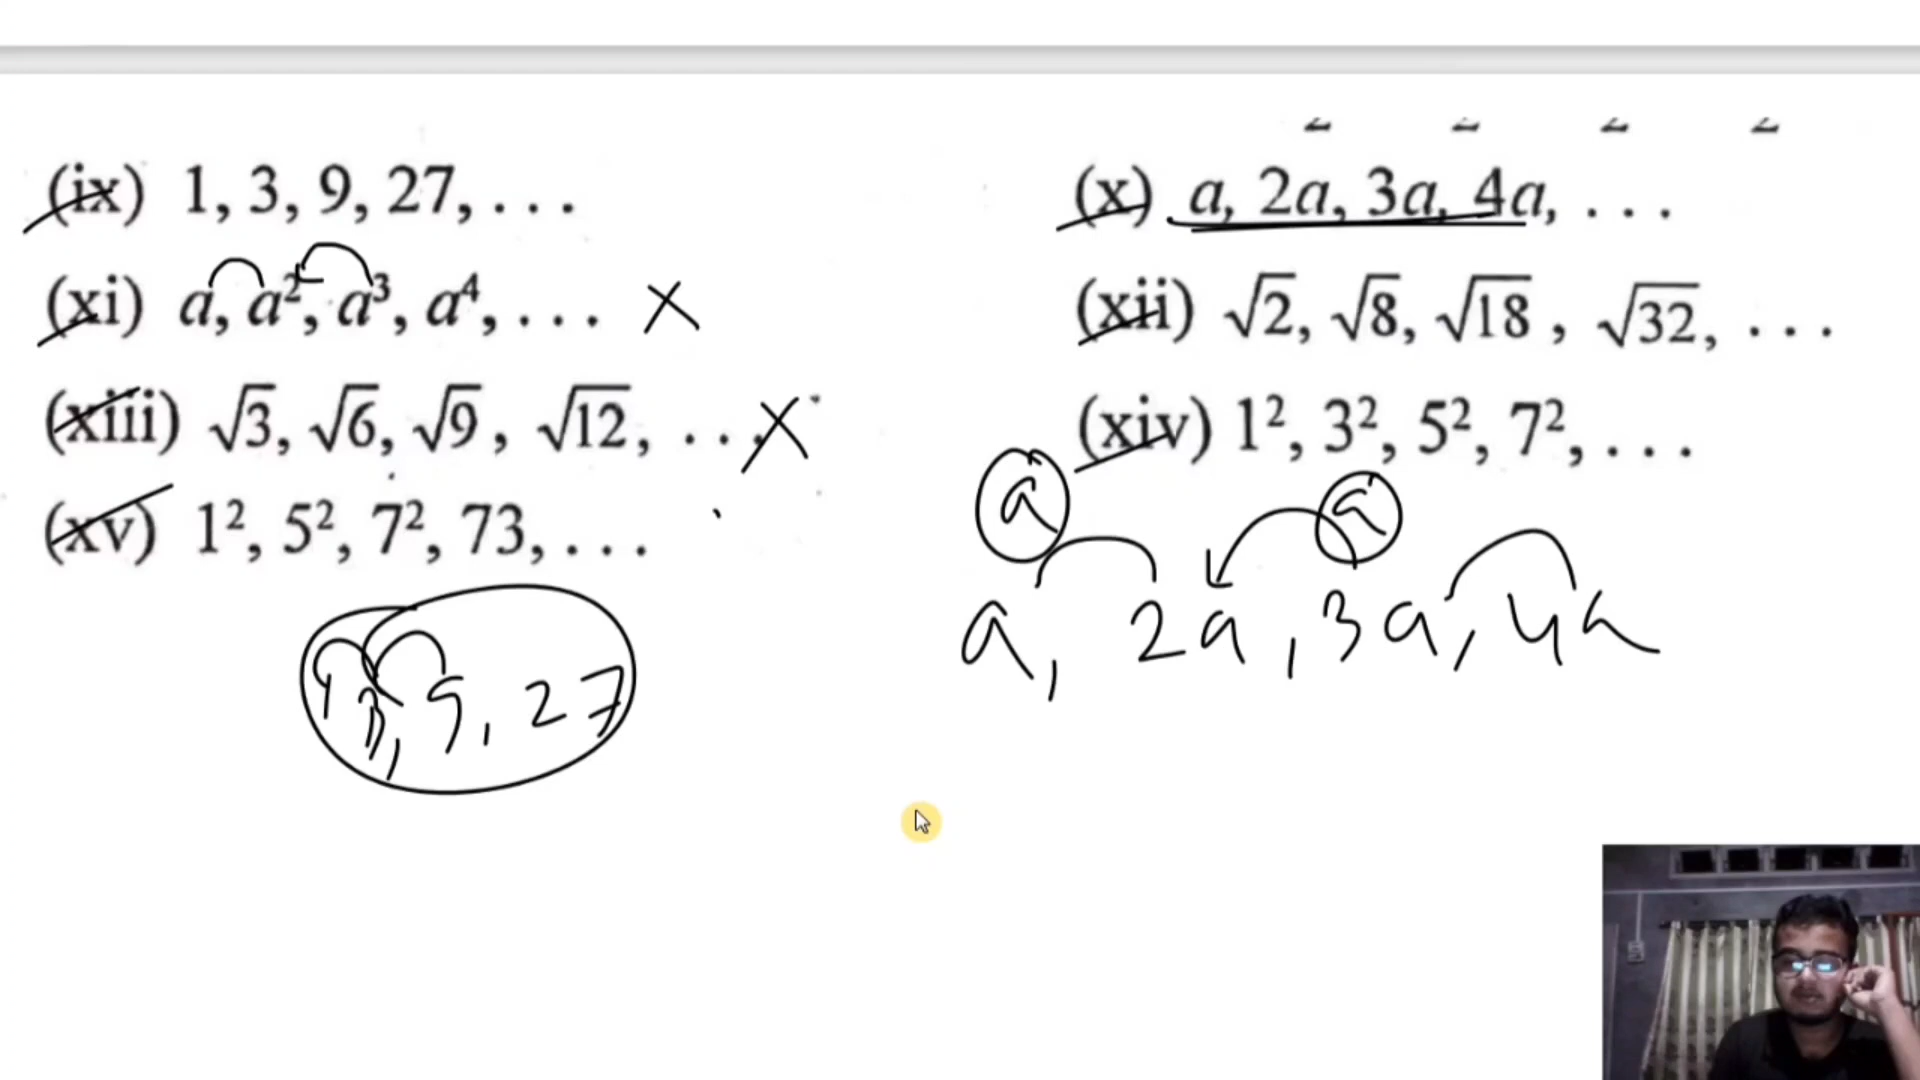 (ix) 1, 3, 9, 27, . . .
(x) a, 2a, 3a, 4a, . . .
(xi) a, a², a³, a⁴, . . . X
(xii) √2, √8, √18 , √32, . . .
(xiii) √3, √6, √9 , √12, . . . X
(xiv) 1², 3², 5², 7², . . .
(xv) 1², 5², 7², 73, . . .
a a
a, 2a , 3a , 4a
1 3, 9 , 27